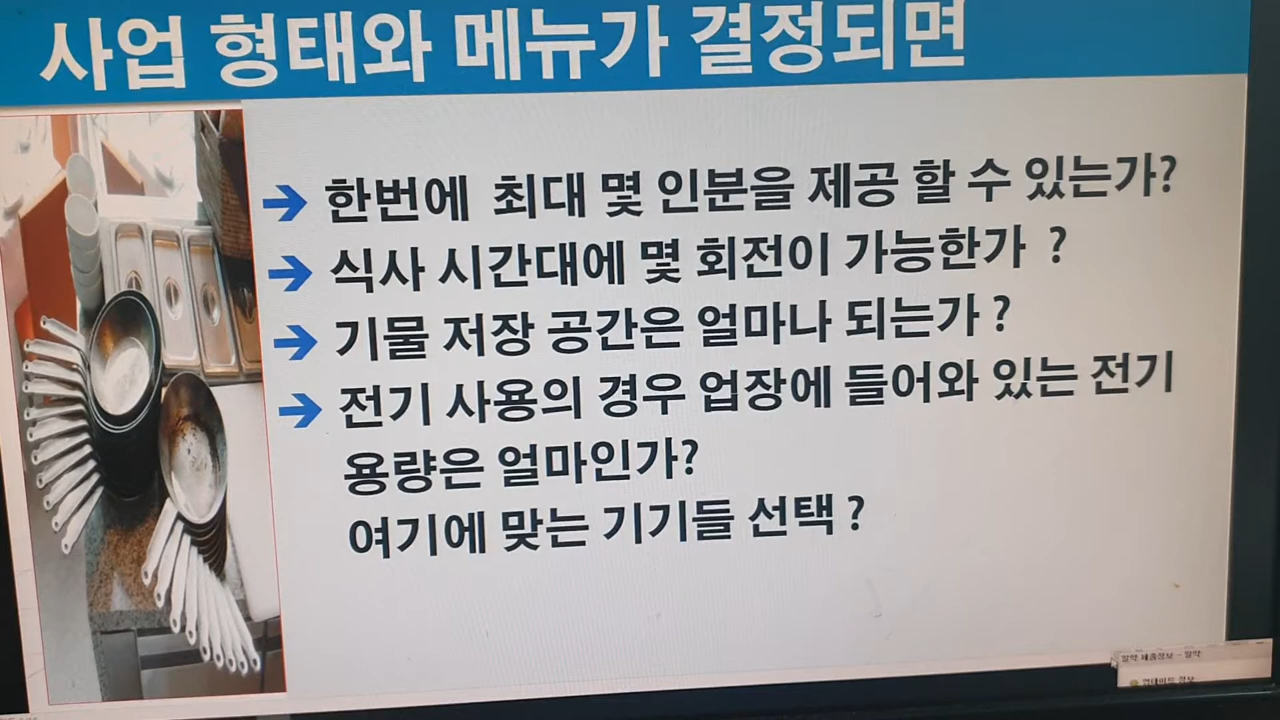 사업 형태와 메뉴가 결정되면
→ 한번에 최대 몇 인분을 제공 할 수 있는가?
→ 식사 시간대에 몇 회전이 가능한가 ?
→ 기물 저장 공간은 얼마나 되는가 ?
→ 전기 사용의 경우 업장에 들어와 있는 전기
용량은 얼마인가?
여기에 맞는 기기들 선택 ?